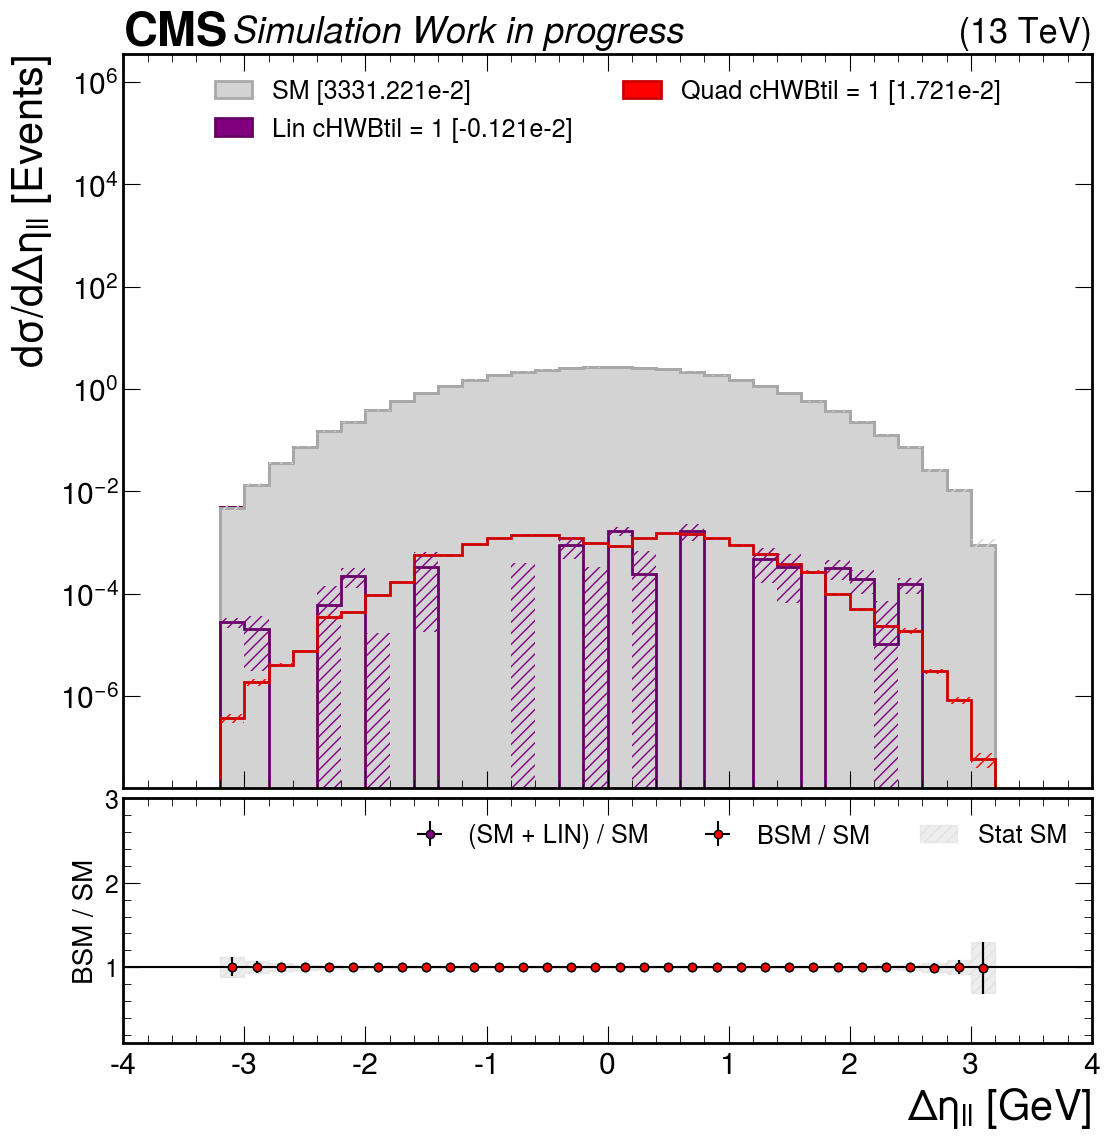 CMS Simulation Work in progress (13 TeV)
dσ/dΔη_ll [Events]
SM [3331.221e-2]
Lin cHWBtil = 1 [-0.121e-2]
Quad cHWBtil = 1 [1.721e-2]
10^6
10^4
10^2
10^0
10^−2
10^−4
10^−6
BSM / SM
(SM + LIN) / SM
BSM / SM
Stat SM
3
2
1
-4 -3 -2 -1 0 1 2 3 4
Δη_ll [GeV]